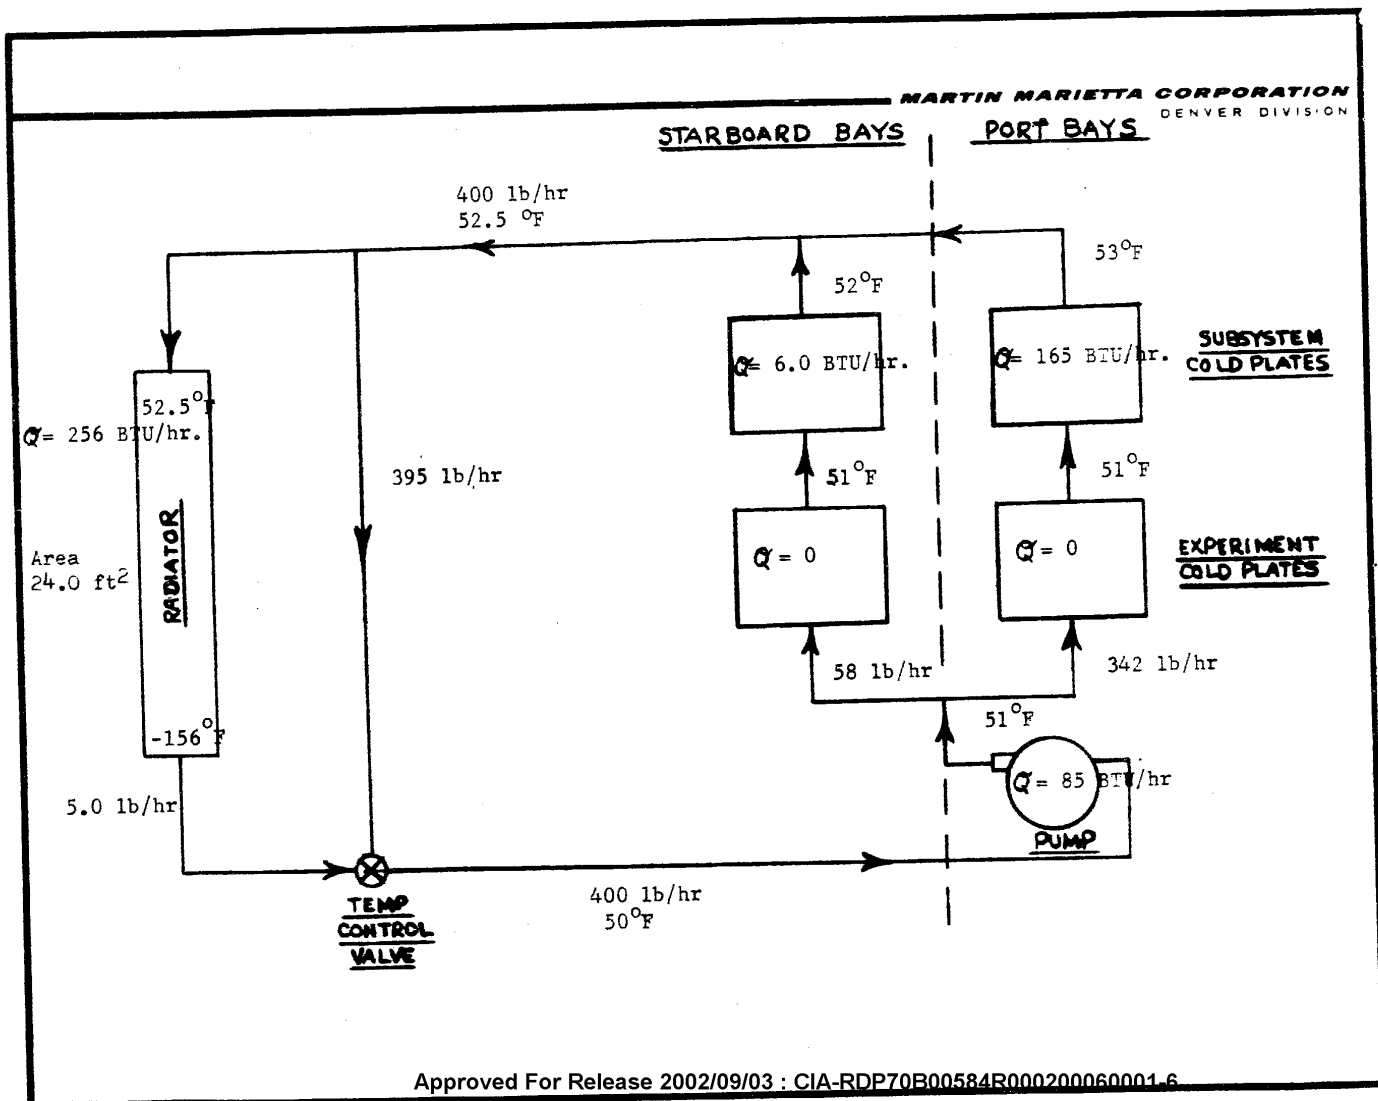 MARTIN MARIETTA CORPORATION
DENVER DIVISION
STARBOARD BAYS
PORT BAYS
400 lb/hr
52.5 °F
53°F
52°F
Q= 6.0 BTU/hr.
Q= 165 BTU/hr.
SUBSYSTEM
COLD PLATES
52.5°F
Q= 256 BTU/hr.
395 lb/hr
51°F
51°F
RADIATOR
Area
24.0 ft²
Q= 0
Q= 0
EXPERIMENT
COLD PLATES
58 lb/hr
342 lb/hr
-156°F
51°F
5.0 lb/hr
Q= 85 BTU/hr
PUMP
400 lb/hr
50°F
TEMP
CONTROL
VALVE
Approved For Release 2002/09/03 : CIA-RDP70B00584R000200060001-6